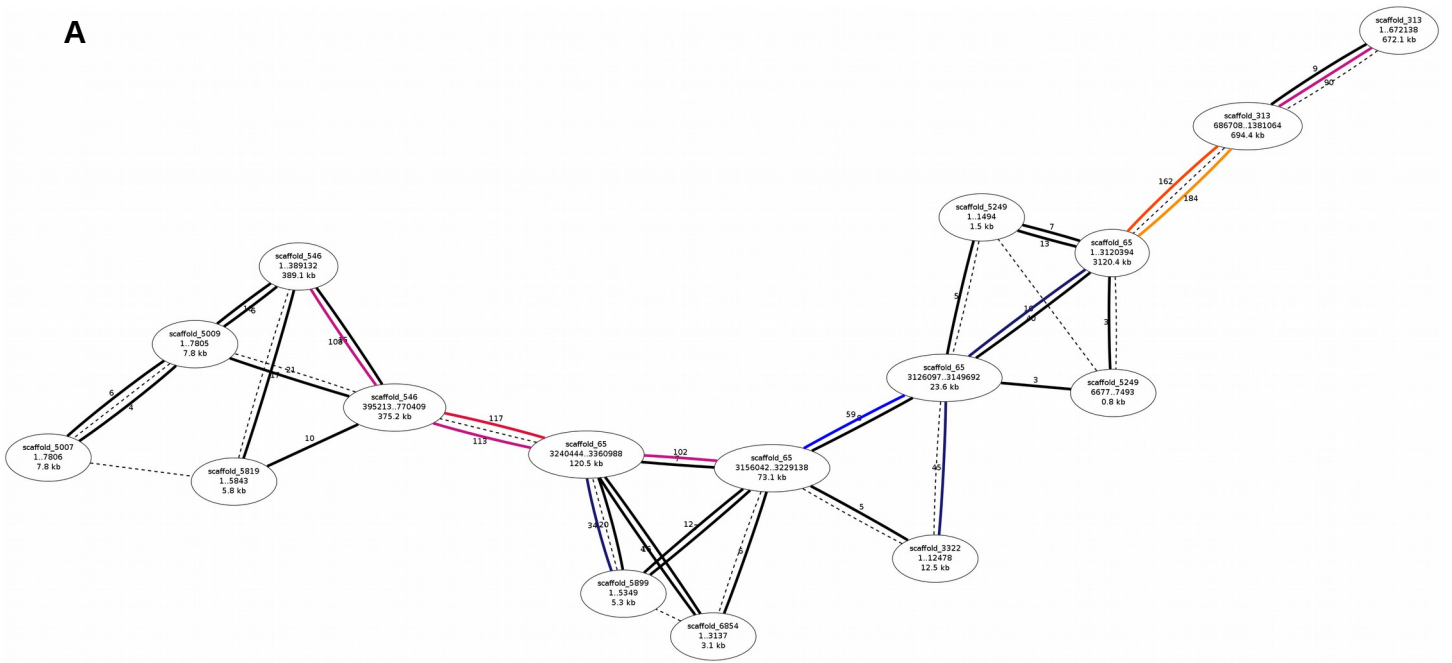 A
scaffold_313
1..672138
672.1 kb
9
90
scaffold_313
686708..1381064
694.4 kb
162
184
scaffold_5249
1..1494
1.5 kb
7
13
scaffold_65
1..3120394
3120.4 kb
scaffold_546
1..389132
389.1 kb
5
3
6
108
scaffold_5009
1..7805
7.8 kb
21
17
scaffold_65
3126097..3149692
23.6 kb
3
scaffold_5249
6677..7493
0.8 kb
6
4
scaffold_546
395213..770409
375.2 kb
59
117
113
10
scaffold_5007
1..7806
7.8 kb
scaffold_65
3240444..3360988
120.5 kb
102
7
scaffold_65
3156042..3229138
73.1 kb
scaffold_5819
1..5843
5.8 kb
45
5
34
20
12
scaffold_3322
1..12478
12.5 kb
scaffold_5899
1..5349
5.3 kb
scaffold_6854
1..3137
3.1 kb